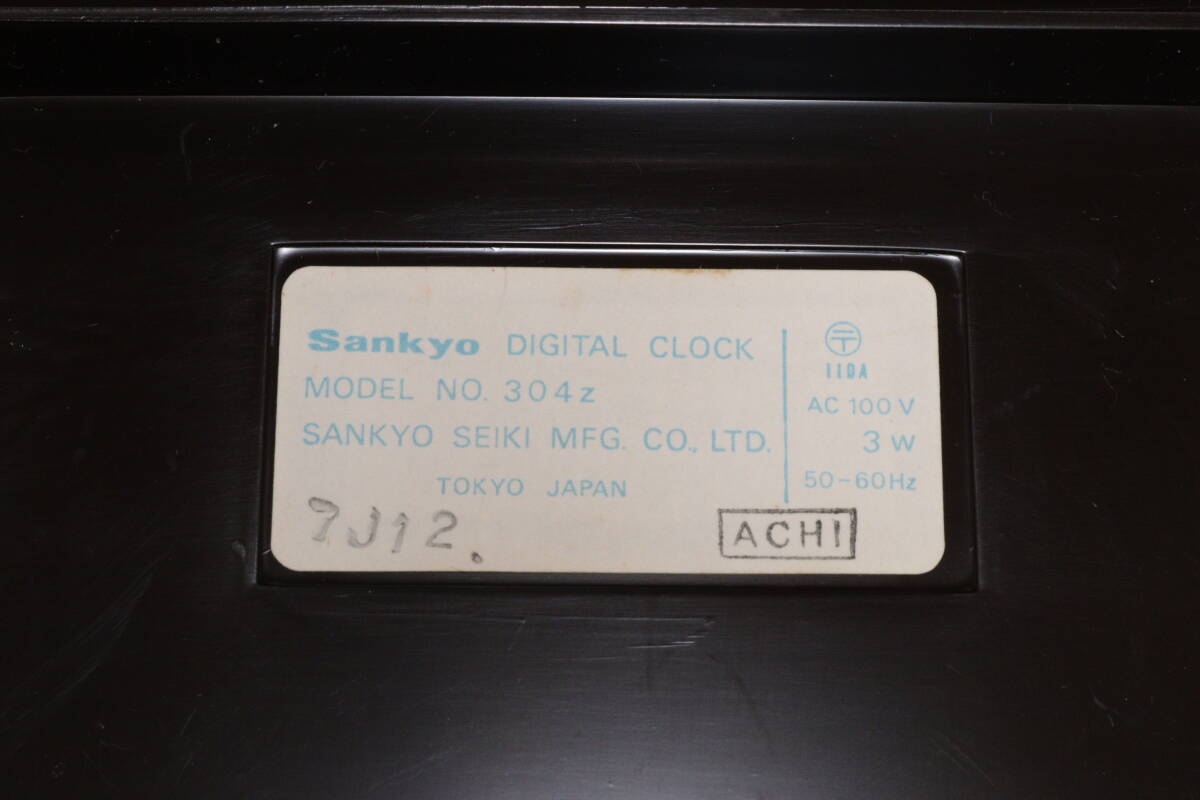 Sankyo DIGITAL CLOCK
MODEL NO. 304z
SANKYO SEIKI MFG. CO., LTD.
TOKYO JAPAN
〒
IIDA
AC 100 V
3 W
50-60Hz
7J12.
ACHI